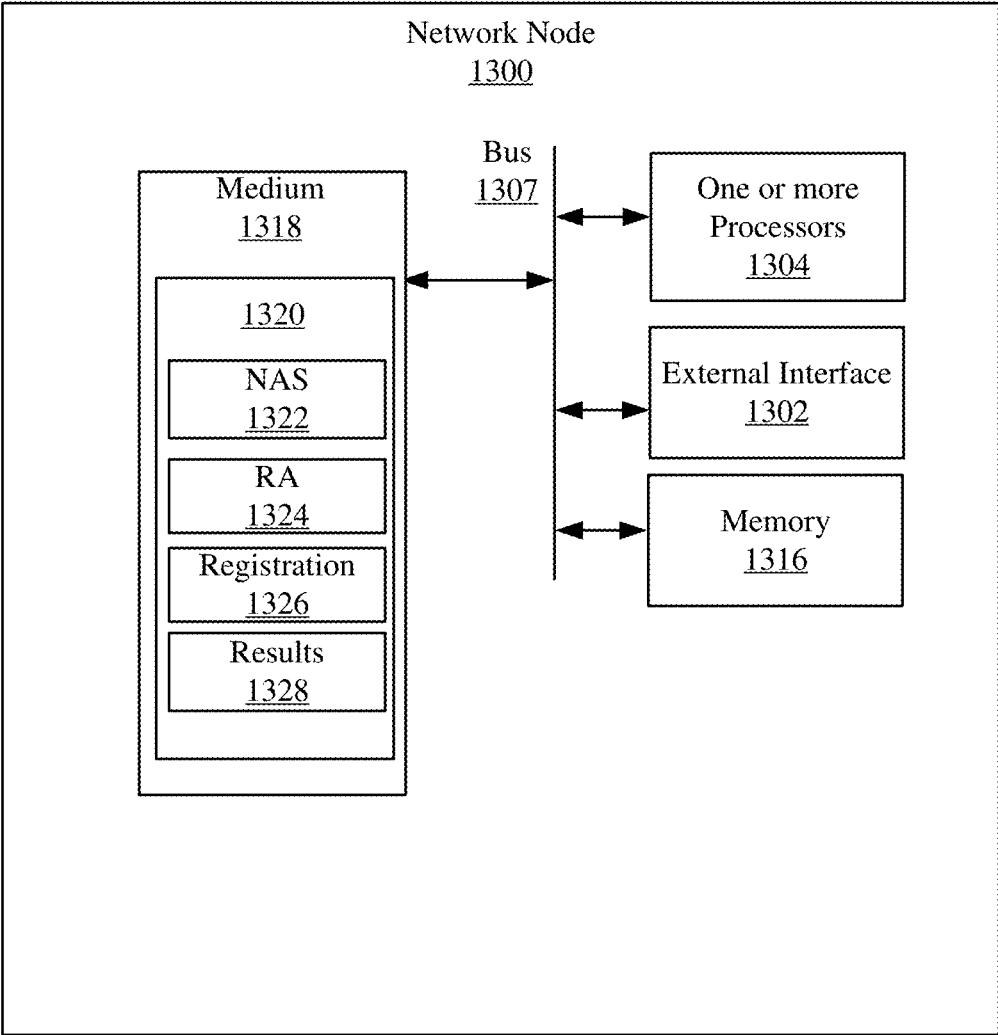 Network Node
1300
Medium
1318
1320
NAS
1322
RA
1324
Registration
1326
Results
1328
Bus
1307
One or more
Processors
1304
External Interface
1302
Memory
1316